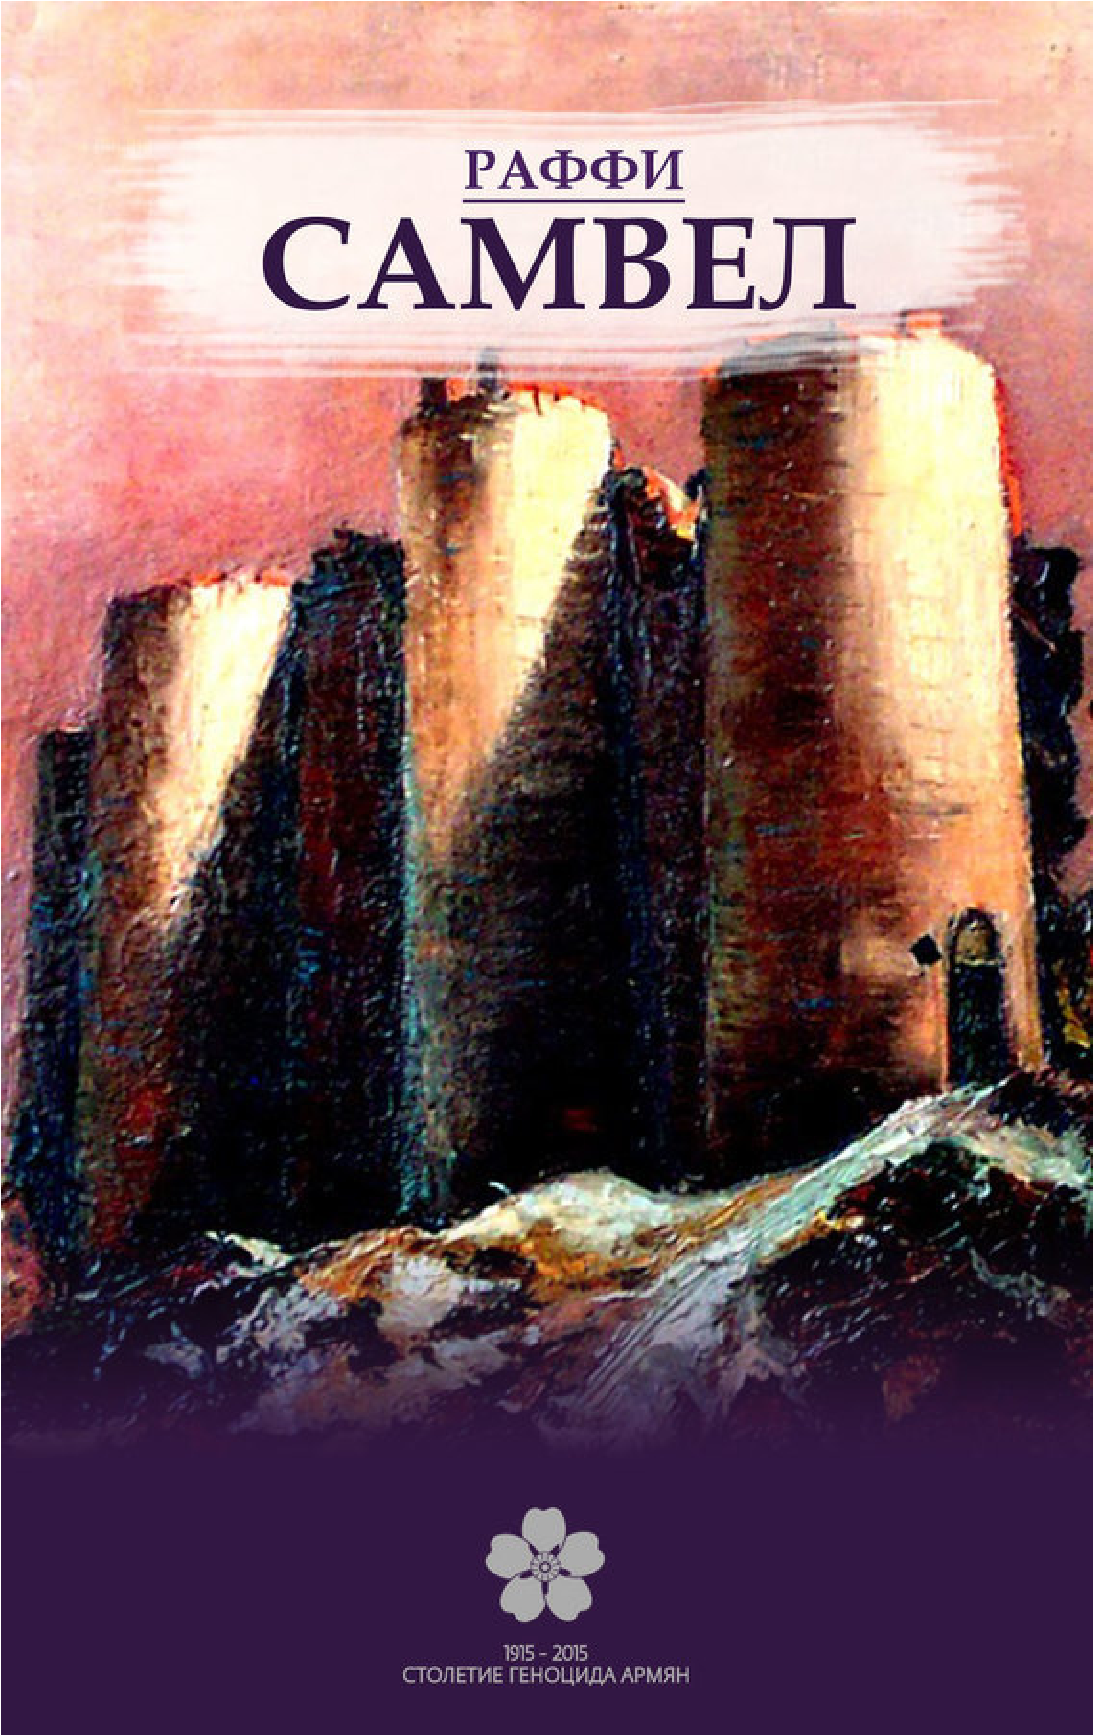 РАФФИ
САМВЕЛ
1915 - 2015
СТОЛЕТИЕ ГЕНОЦИДА АРМЯН